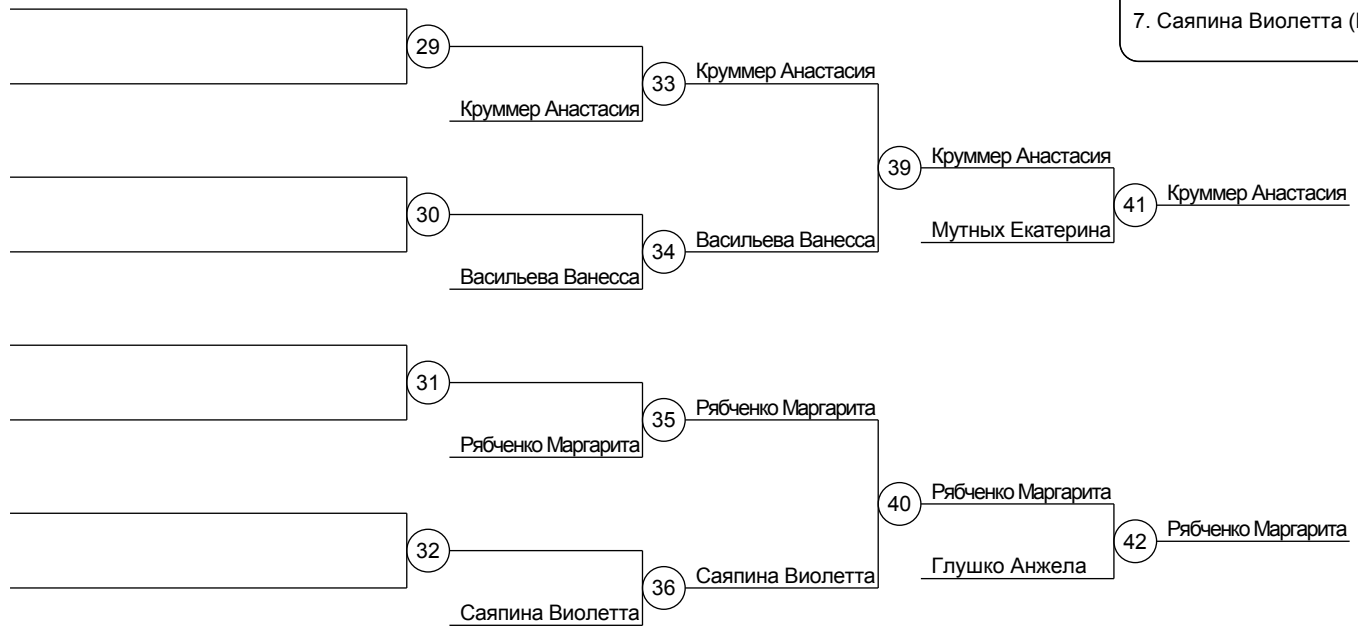 7. Саяпина Виолетта (
29
33
Круммер Анастасия
Круммер Анастасия
39
Круммер Анастасия
41
Круммер Анастасия
30
Мутных Екатерина
34
Васильева Ванесса
Васильева Ванесса
31
35
Рябченко Маргарита
Рябченко Маргарита
40
Рябченко Маргарита
42
Рябченко Маргарита
32
Глушко Анжела
36
Саяпина Виолетта
Саяпина Виолетта